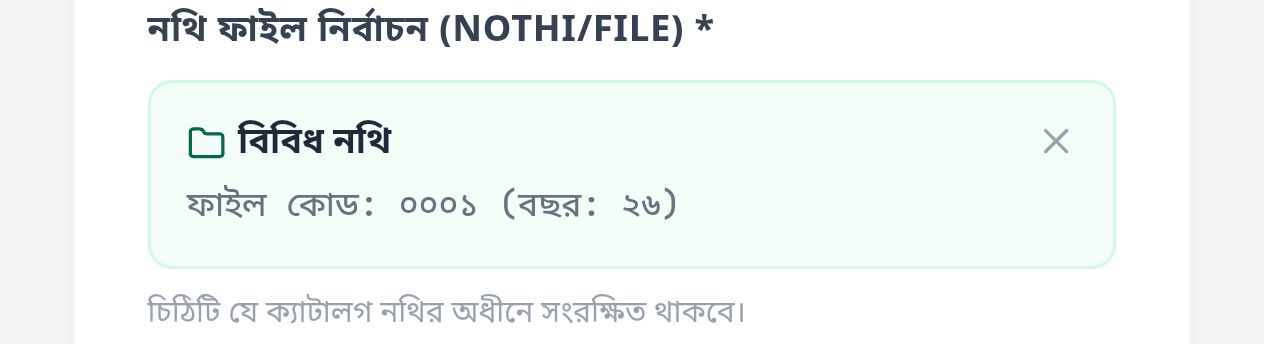 নথি ফাইল নির্বাচন (NOTHI/FILE) *
বিবিধ নথি
ফাইল কোড: ০০০১ (বছর: ২৬)
চিঠিটি যে ক্যাটালগ নথির অধীনে সংরক্ষিত থাকবে।